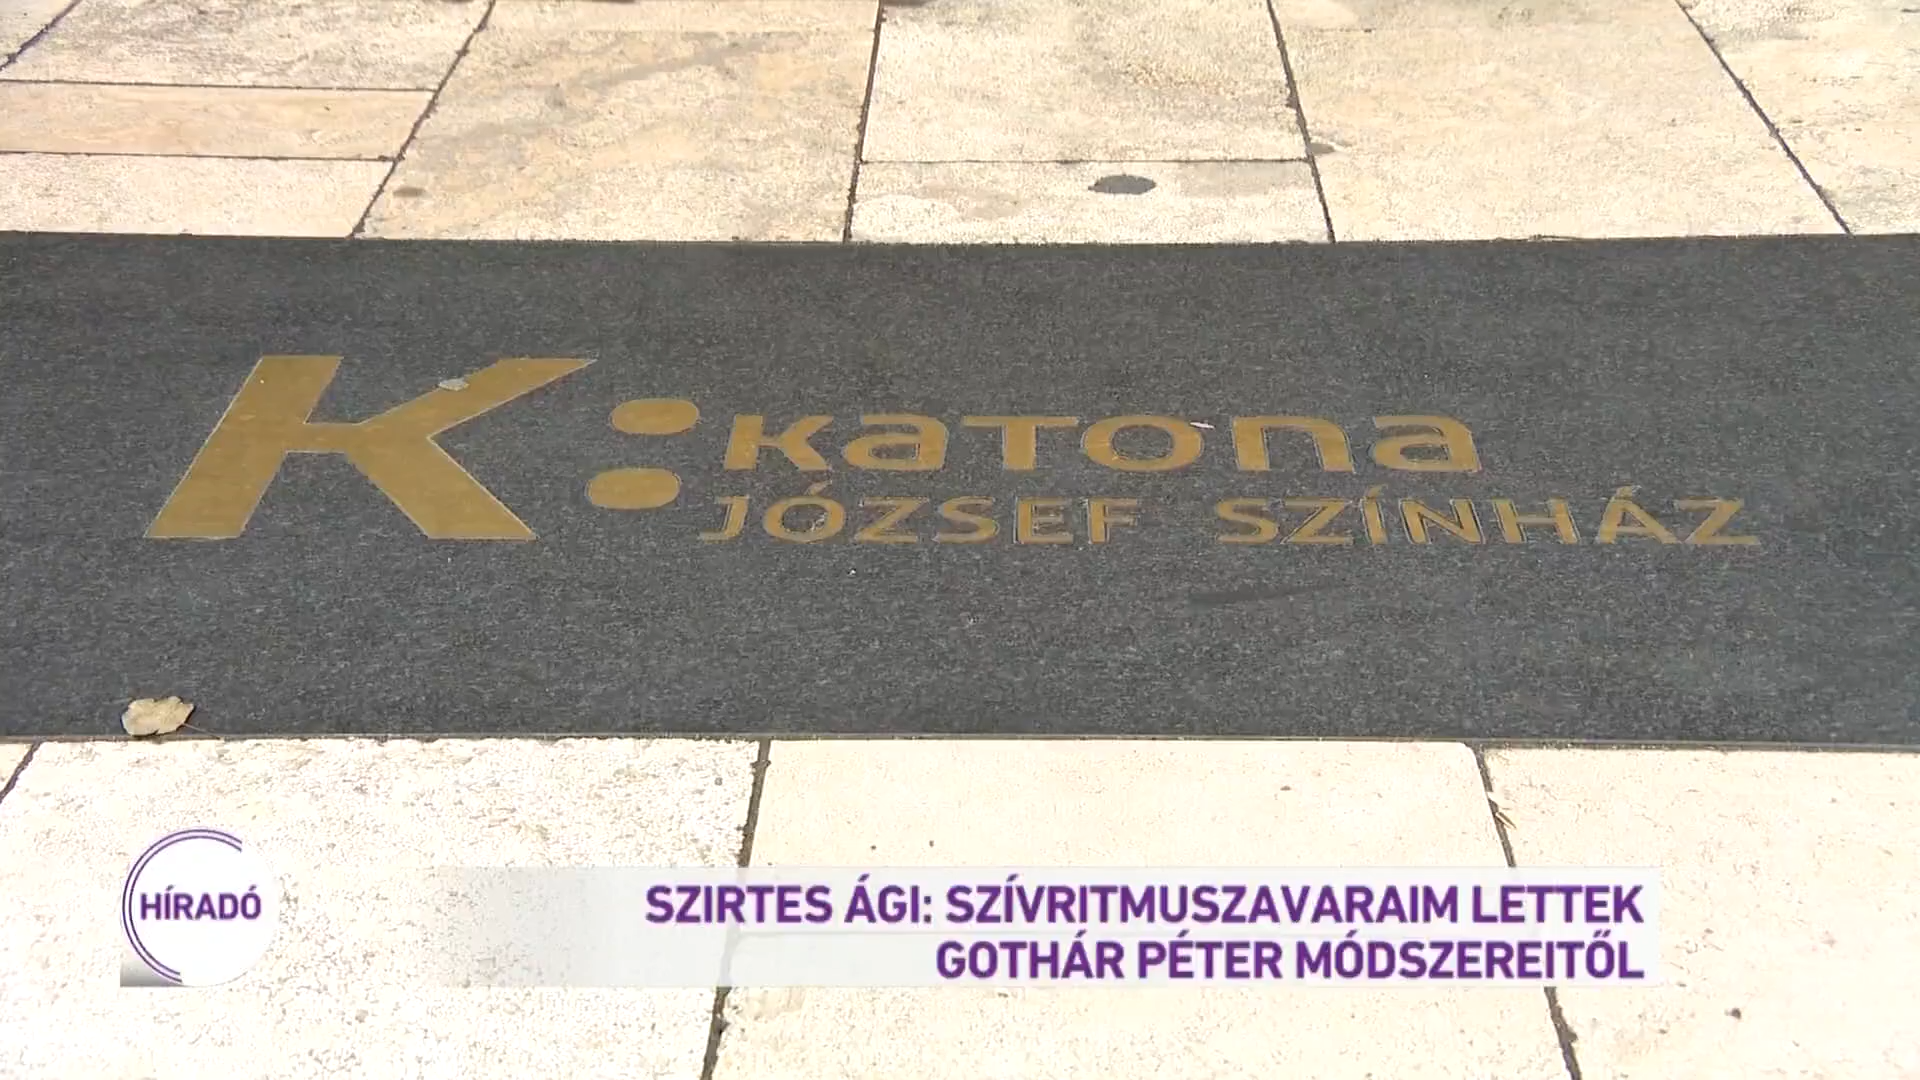 K:
KATONA
JÓZSEF SZÍNHÁZ
HÍRADÓ
SZIRTES ÁGI: SZÍVRITMUSZAVARAIM LETTEK
GOTHÁR PÉTER MÓDSZEREITŐL